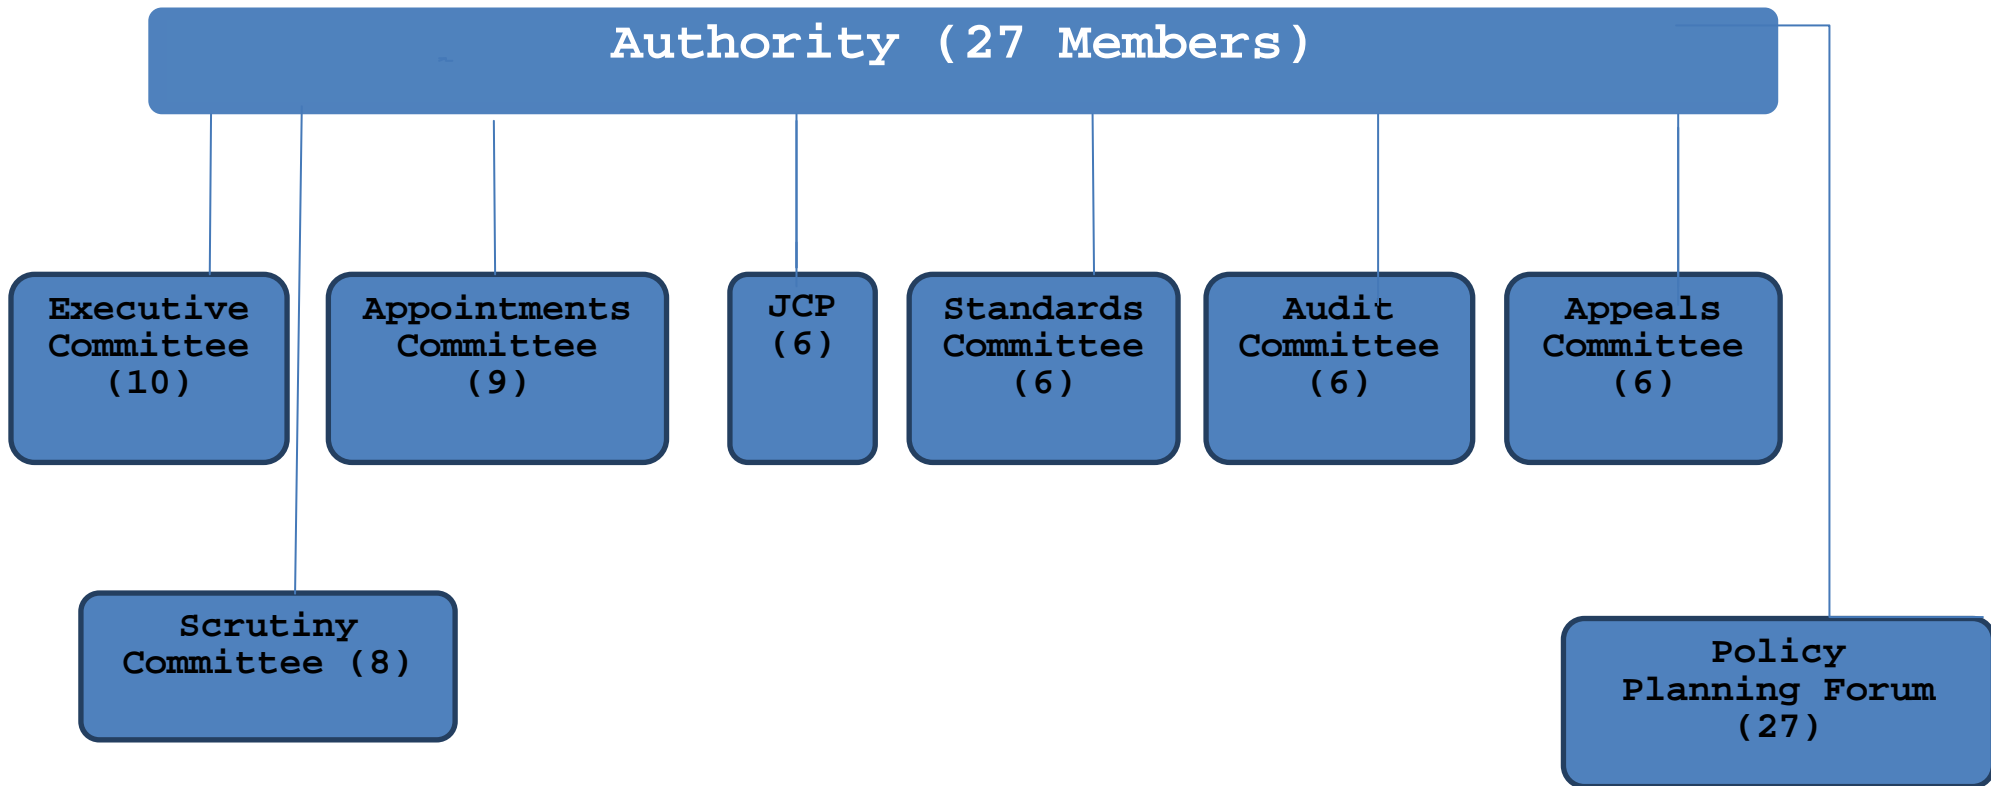 Authority (27 Members)
~
Executive
Committee
(10)
Appointments
Committee
(9)
JCP
(6)
Standards
Committee
(6)
Audit
Committee
(6)
Appeals
Committee
(6)
Scrutiny
Committee (8)
Policy
Planning Forum
(27)